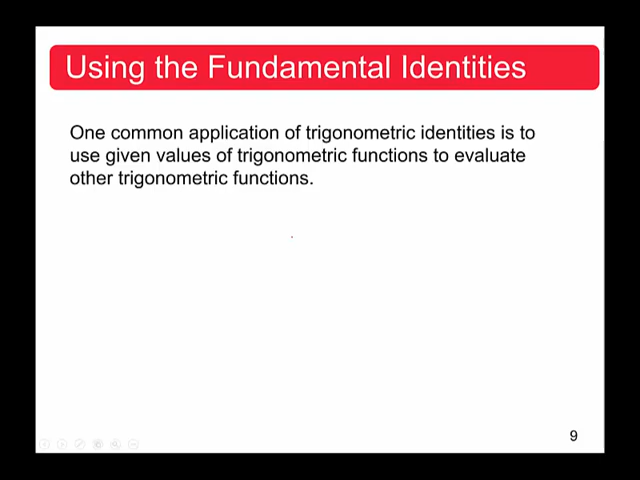 Using the Fundamental Identities
One common application of trigonometric identities is to
use given values of trigonometric functions to evaluate
other trigonometric functions.
9